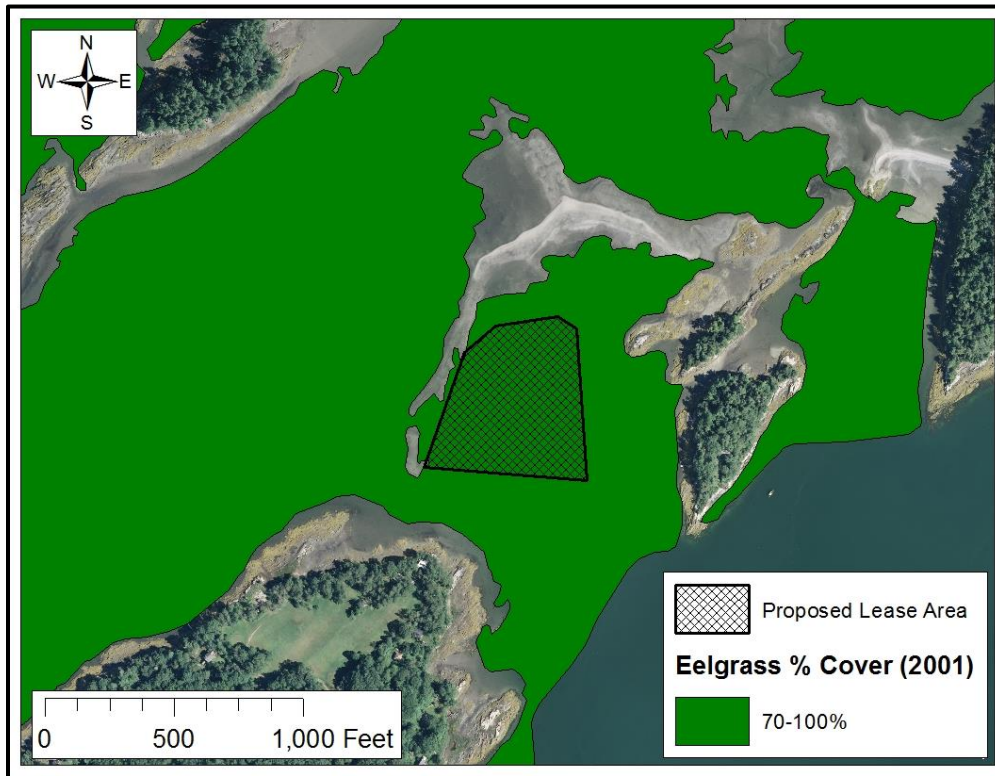 N
W E
S
Proposed Lease Area
Eelgrass % Cover (2001)
70-100%
0 500 1,000 Feet